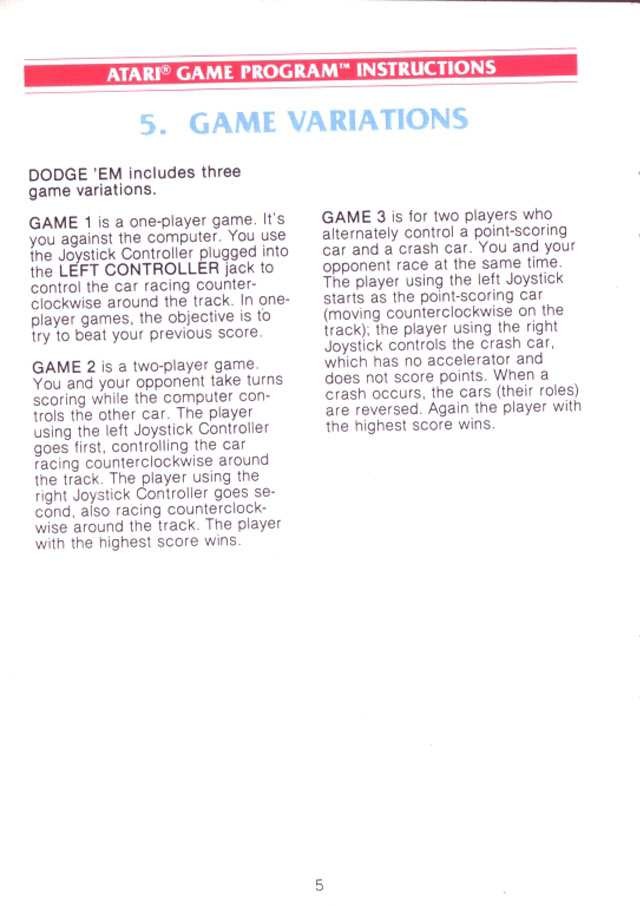 ATARI® GAME PROGRAM™ INSTRUCTIONS
5. GAME VARIATIONS
DODGE 'EM includes three
game variations.
GAME 1 is a one-player game. It's
you against the computer. You use
the Joystick Controller plugged into
the LEFT CONTROLLER jack to
control the car racing counter-
clockwise around the track. In one-
player games, the objective is to
try to beat your previous score.
GAME 2 is a two-player game.
You and your opponent take turns
scoring while the computer con-
trols the other car. The player
using the left Joystick Controller
goes first, controlling the car
racing counterclockwise around
the track. The player using the
right Joystick Controller goes se-
cond, also racing counterclock-
wise around the track. The player
with the highest score wins.
GAME 3 is for two players who
alternately control a point-scoring
car and a crash car. You and your
opponent race at the same time.
The player using the left Joystick
starts as the point-scoring car
(moving counterclockwise on the
track); the player using the right
Joystick controls the crash car,
which has no accelerator and
does not score points. When a
crash occurs, the cars (their roles)
are reversed. Again the player with
the highest score wins.
5